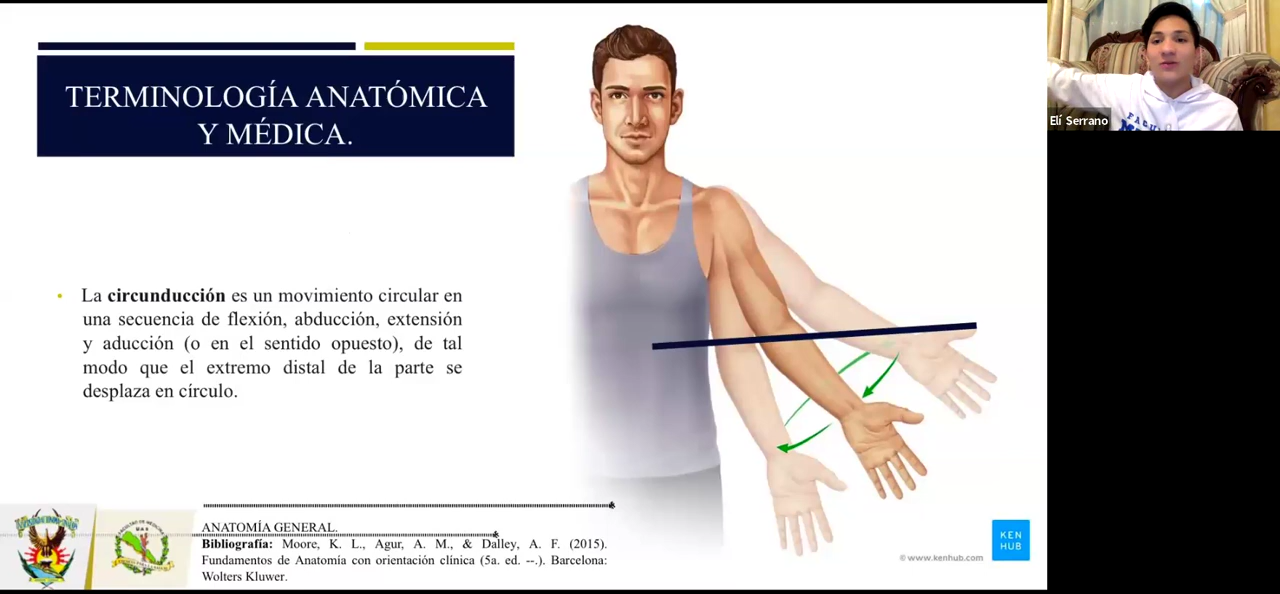 TERMINOLOGÍA ANATÓMICA
Y MÉDICA.
• La circunducción es un movimiento circular en
una secuencia de flexión, abducción, extensión
y aducción (o en el sentido opuesto), de tal
modo que el extremo distal de la parte se
desplaza en círculo.
ANATOMÍA GENERAL.
Bibliografía: Moore, K. L., Agur, A. M., & Dalley, A. F. (2015).
Fundamentos de Anatomía con orientación clínica (5a. ed. --.). Barcelona:
Wolters Kluwer.
© www.kenhub.com
KEN
HUB
Elí Serrano